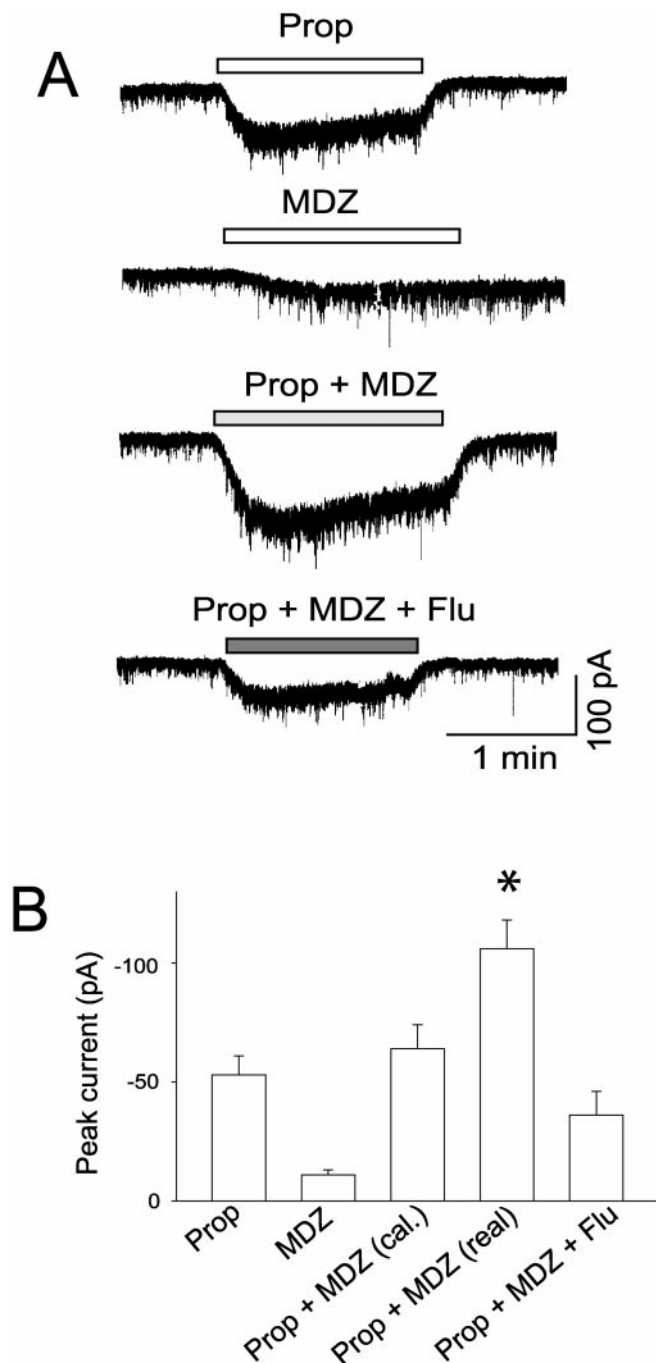 A
Prop
MDZ
Prop + MDZ
Prop + MDZ + Flu
100 pA
1 min
B
*
Peak current (pA)
-100
-50
0
Prop
MDZ
Prop + MDZ (cal.)
Prop + MDZ (real)
Prop + MDZ + Flu